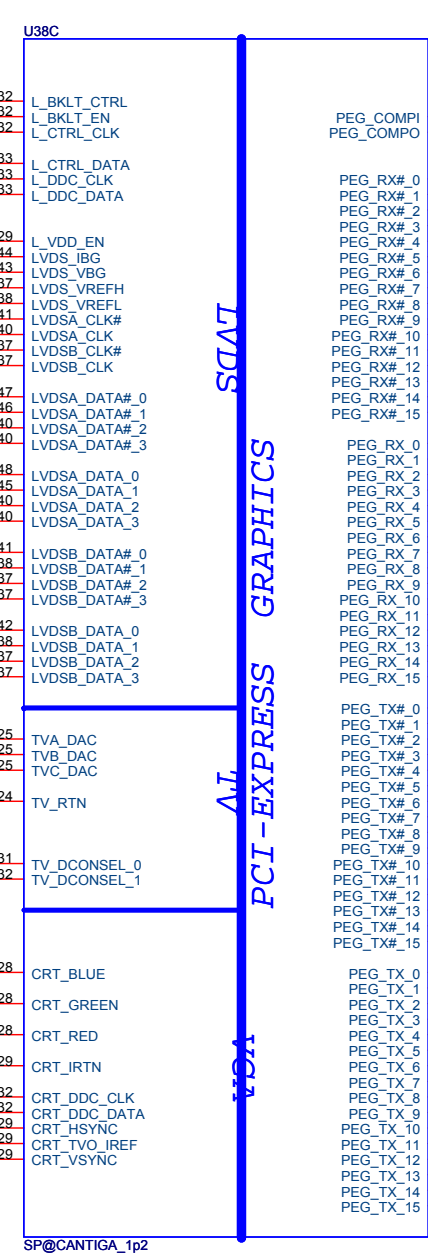 U38C
L_BKLT_CTRL
L_BKLT_EN
L_CTRL_CLK
L_CTRL_DATA
L_DDC_CLK
L_DDC_DATA
L_VDD_EN
LVDS_IBG
LVDS_VBG
LVDS_VREFH
LVDS_VREFL
LVDSA_CLK#
LVDSA_CLK
LVDSB_CLK#
LVDSB_CLK
LVDSA_DATA#_0
LVDSA_DATA#_1
LVDSA_DATA#_2
LVDSA_DATA#_3
LVDSA_DATA_0
LVDSA_DATA_1
LVDSA_DATA_2
LVDSA_DATA_3
LVDSB_DATA#_0
LVDSB_DATA#_1
LVDSB_DATA#_2
LVDSB_DATA#_3
LVDSB_DATA_0
LVDSB_DATA_1
LVDSB_DATA_2
LVDSB_DATA_3
TVA_DAC
TVB_DAC
TVC_DAC
TV_RTN
TV_DCONSEL_0
TV_DCONSEL_1
CRT_BLUE
CRT_GREEN
CRT_RED
CRT_IRTN
CRT_DDC_CLK
CRT_DDC_DATA
CRT_HSYNC
CRT_TVO_IREF
CRT_VSYNC
LVDS
TV
VGA
PCI-EXPRESS GRAPHICS
PEG_COMPI
PEG_COMPO
PEG_RX#_0
PEG_RX#_1
PEG_RX#_2
PEG_RX#_3
PEG_RX#_4
PEG_RX#_5
PEG_RX#_6
PEG_RX#_7
PEG_RX#_8
PEG_RX#_9
PEG_RX#_10
PEG_RX#_11
PEG_RX#_12
PEG_RX#_13
PEG_RX#_14
PEG_RX#_15
PEG_RX_0
PEG_RX_1
PEG_RX_2
PEG_RX_3
PEG_RX_4
PEG_RX_5
PEG_RX_6
PEG_RX_7
PEG_RX_8
PEG_RX_9
PEG_RX_10
PEG_RX_11
PEG_RX_12
PEG_RX_13
PEG_RX_14
PEG_RX_15
PEG_TX#_0
PEG_TX#_1
PEG_TX#_2
PEG_TX#_3
PEG_TX#_4
PEG_TX#_5
PEG_TX#_6
PEG_TX#_7
PEG_TX#_8
PEG_TX#_9
PEG_TX#_10
PEG_TX#_11
PEG_TX#_12
PEG_TX#_13
PEG_TX#_14
PEG_TX#_15
PEG_TX_0
PEG_TX_1
PEG_TX_2
PEG_TX_3
PEG_TX_4
PEG_TX_5
PEG_TX_6
PEG_TX_7
PEG_TX_8
PEG_TX_9
PEG_TX_10
PEG_TX_11
PEG_TX_12
PEG_TX_13
PEG_TX_14
PEG_TX_15
SP@CANTIGA_1p2